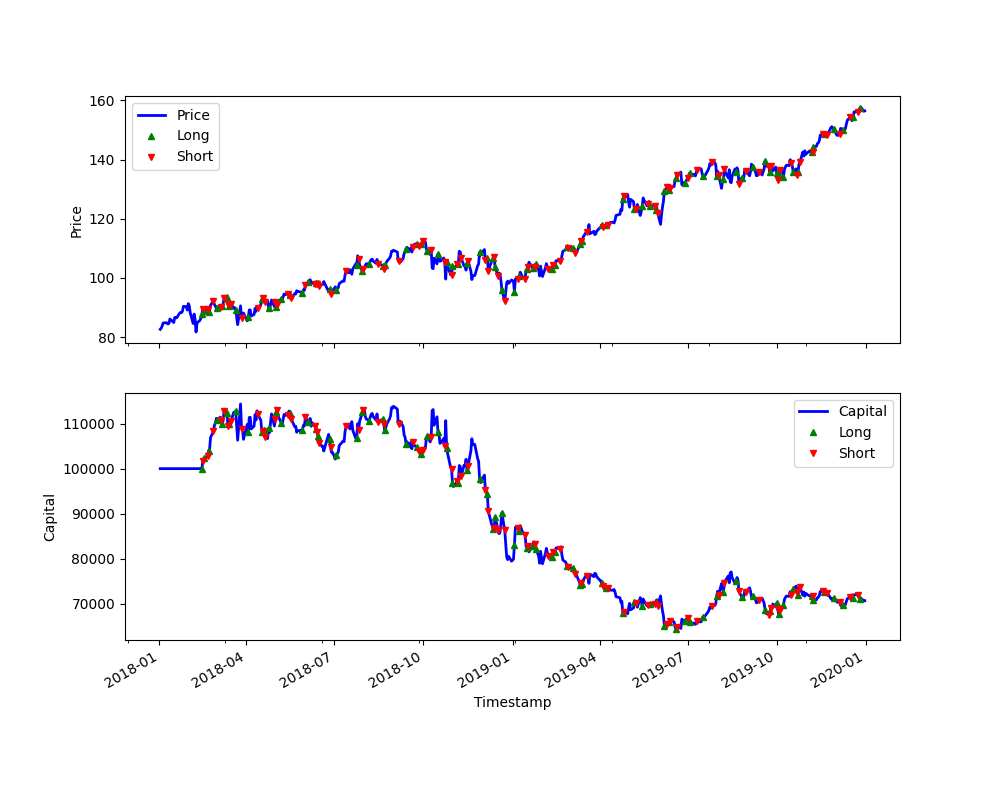 160
140
120
100
80
Price
Price
Long
Short
110000
100000
90000
80000
70000
Capital
Capital
Long
Short
2018-01
2018-04
2018-07
2018-10
2019-01
2019-04
2019-07
2019-10
2020-01
Timestamp